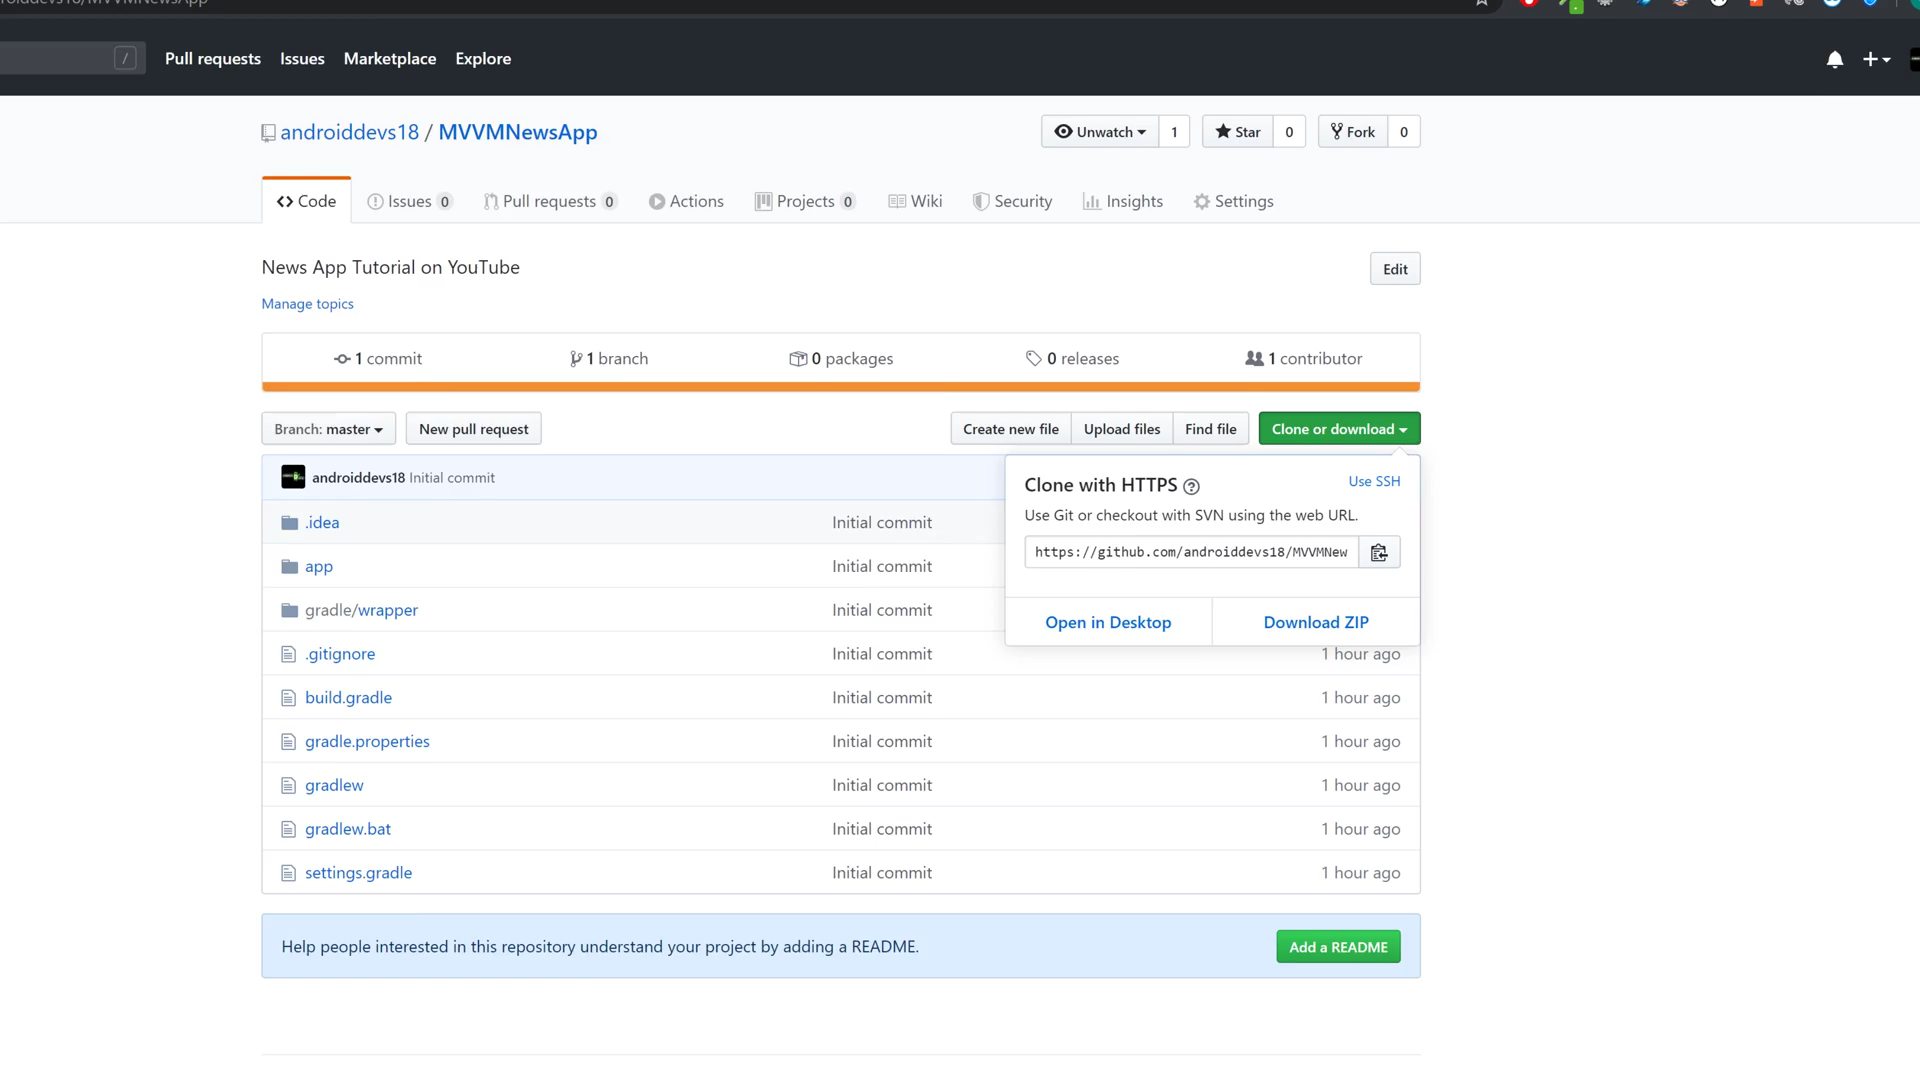 /
Pull requests
Issues
Marketplace
Explore
androiddevs18 / MVVMNewsApp
Unwatch
1
Star
0
Fork
0
Code
Issues 0
Pull requests 0
Actions
Projects 0
Wiki
Security
Insights
Settings
News App Tutorial on YouTube
Edit
Manage topics
1 commit
1 branch
0 packages
0 releases
1 contributor
Branch: master
New pull request
Create new file
Upload files
Find file
Clone or download
androiddevs18 Initial commit
Clone with HTTPS
Use SSH
Use Git or checkout with SVN using the web URL.
https://github.com/androiddevs18/MVVMNew
Open in Desktop
Download ZIP
.idea Initial commit
app Initial commit
gradle/wrapper Initial commit
.gitignore Initial commit 1 hour ago
build.gradle Initial commit 1 hour ago
gradle.properties Initial commit 1 hour ago
gradlew Initial commit 1 hour ago
gradlew.bat Initial commit 1 hour ago
settings.gradle Initial commit 1 hour ago
Help people interested in this repository understand your project by adding a README.
Add a README